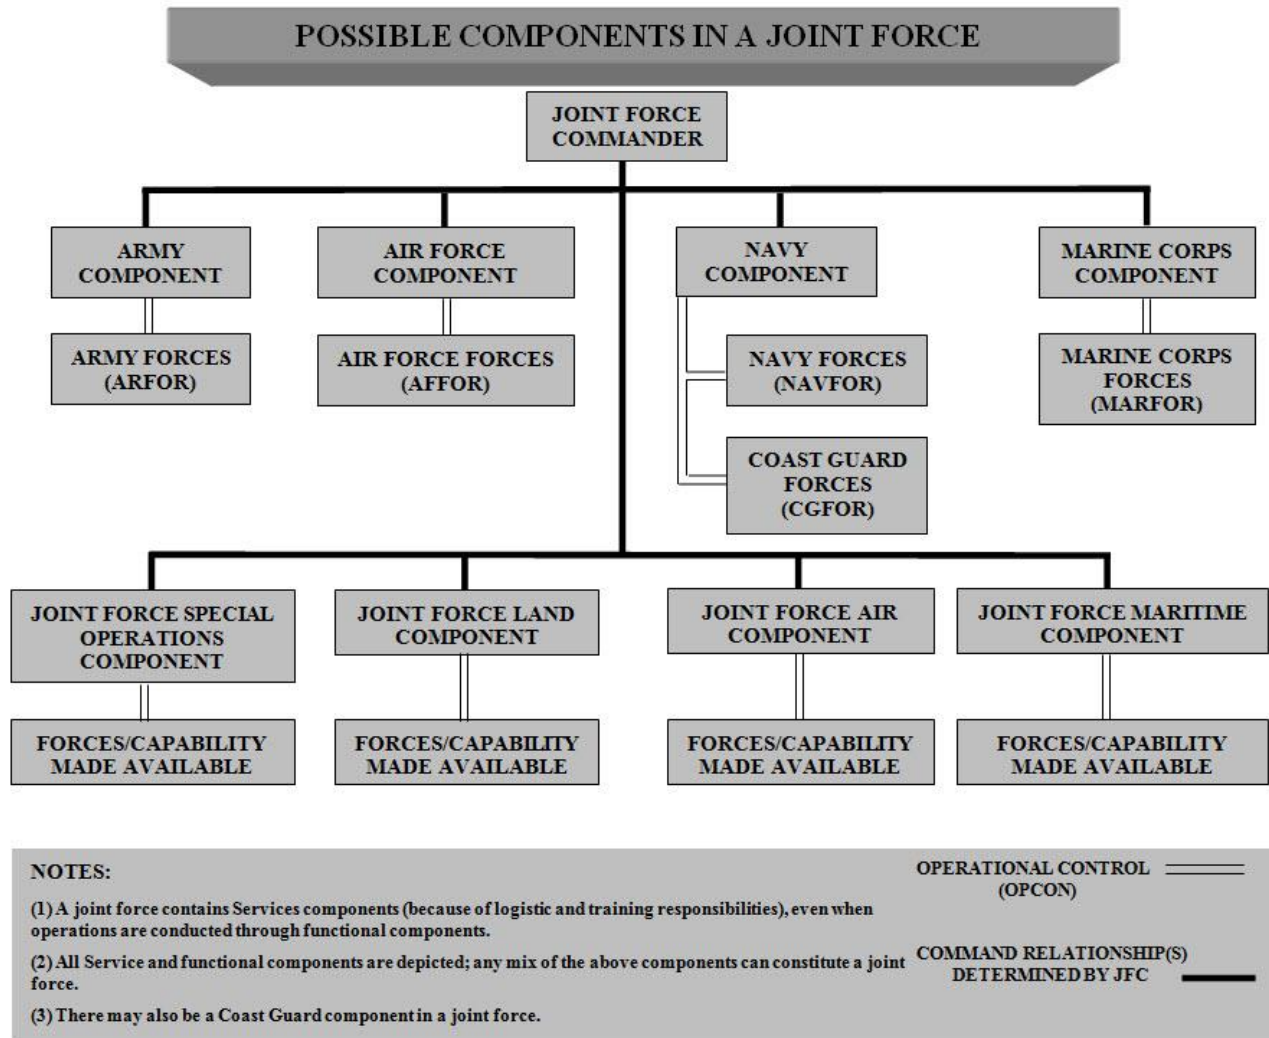 POSSIBLE COMPONENTS IN A JOINT FORCE
JOINT FORCE
COMMANDER
ARMY
COMPONENT
AIR FORCE
COMPONENT
NAVY
COMPONENT
MARINE CORPS
COMPONENT
ARMY FORCES
(ARFOR)
AIR FORCE FORCES
(AFFOR)
NAVY FORCES
(NAVFOR)
MARINE CORPS
FORCES
(MARFOR)
COAST GUARD
FORCES
(CGFOR)
JOINT FORCE SPECIAL
OPERATIONS
COMPONENT
JOINT FORCE LAND
COMPONENT
JOINT FORCE AIR
COMPONENT
JOINT FORCE MARITIME
COMPONENT
FORCES/CAPABILITY
MADE AVAILABLE
FORCES/CAPABILITY
MADE AVAILABLE
FORCES/CAPABILITY
MADE AVAILABLE
FORCES/CAPABILITY
MADE AVAILABLE
NOTES:
(1) A joint force contains Services components (because of logistic and training responsibilities), even when
operations are conducted through functional components.
(2) All Service and functional components are depicted; any mix of the above components can constitute a joint
force.
(3) There may also be a Coast Guard component in a joint force.
OPERATIONAL CONTROL
(OPCON)
COMMAND RELATIONSHIP(S)
DETERMINED BY JFC